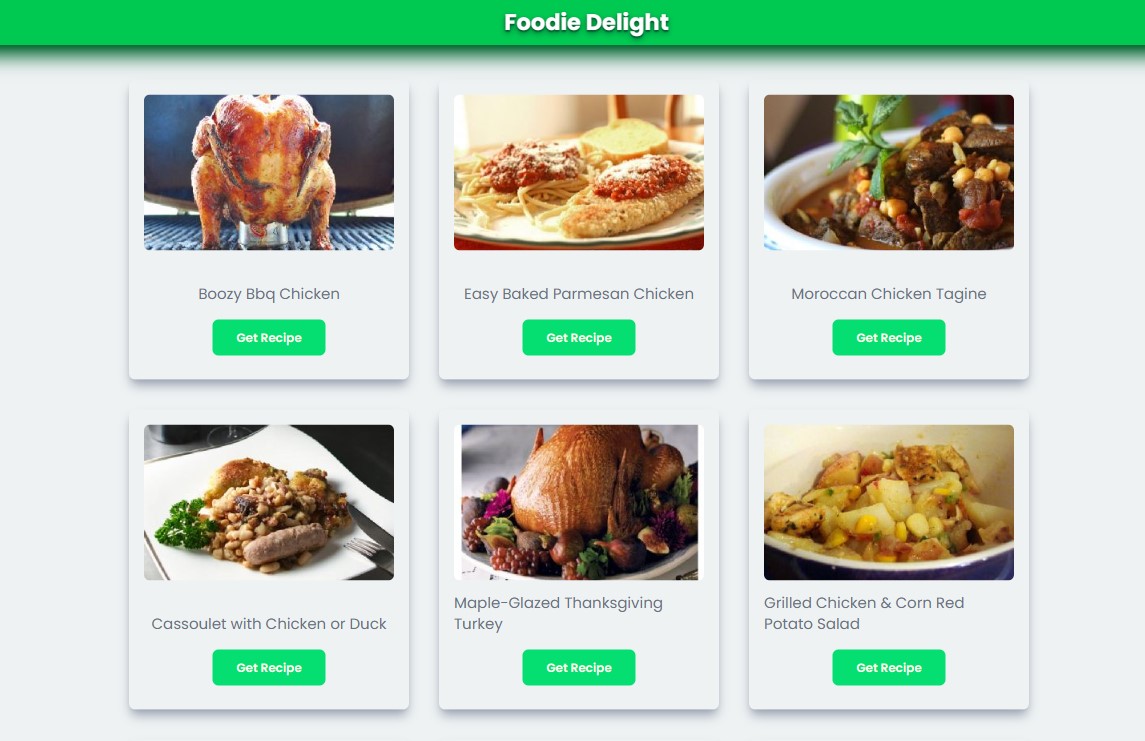 Foodie Delight
Boozy Bbq Chicken
Easy Baked Parmesan Chicken
Moroccan Chicken Tagine
Get Recipe
Get Recipe
Get Recipe
Cassoulet with Chicken or Duck
Maple-Glazed Thanksgiving
Turkey
Grilled Chicken & Corn Red
Potato Salad
Get Recipe
Get Recipe
Get Recipe